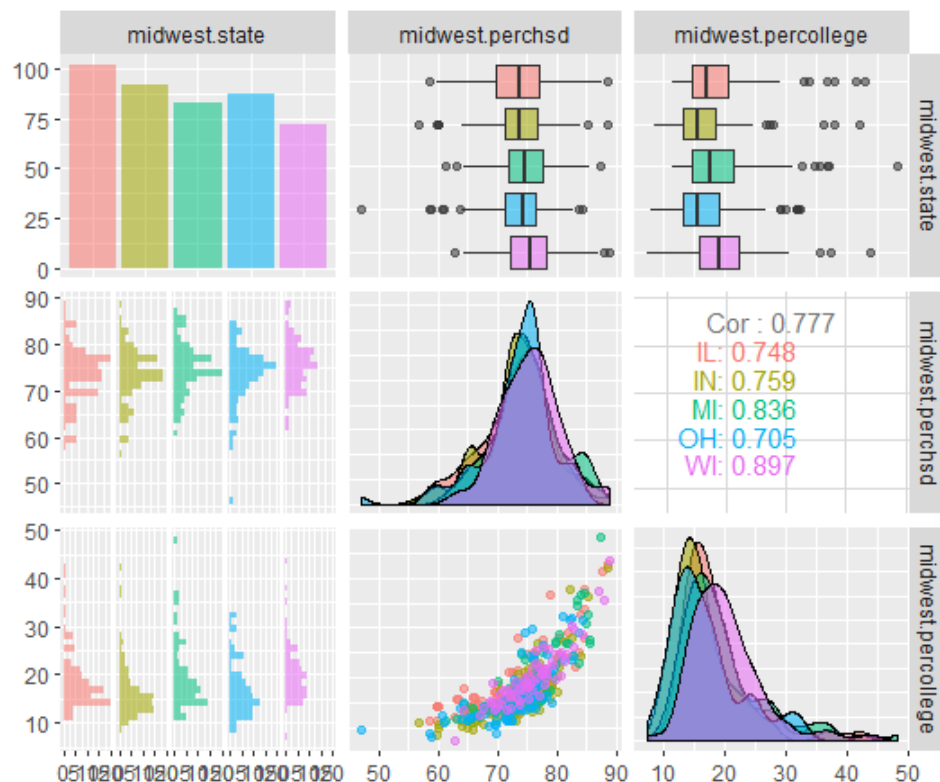 midwest.state midwest.perchsd midwest.percollege
100
75
50
25
0
midwest.state
90
80
70
60
50
Cor : 0.777
IL: 0.748
IN: 0.759
MI: 0.836
OH: 0.705
WI: 0.897
midwest.perchsd
50
40
30
20
10
midwest.percollege
50 60 70 80 90 10 20 30 40 50